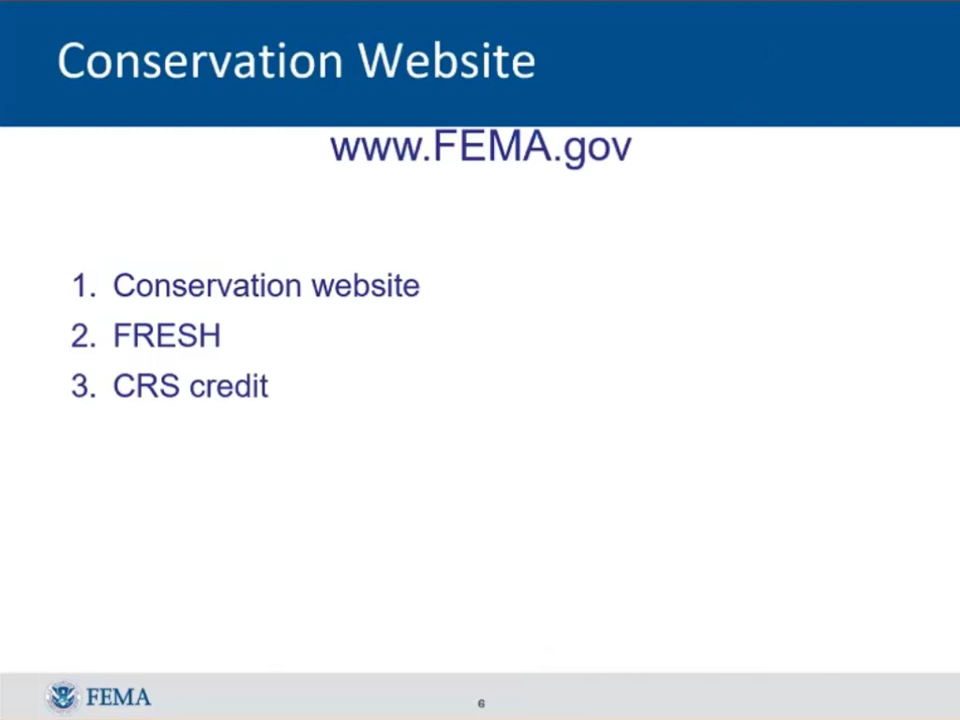 Conservation Website
www.FEMA.gov
1. Conservation website
2. FRESH
3. CRS credit
FEMA
6